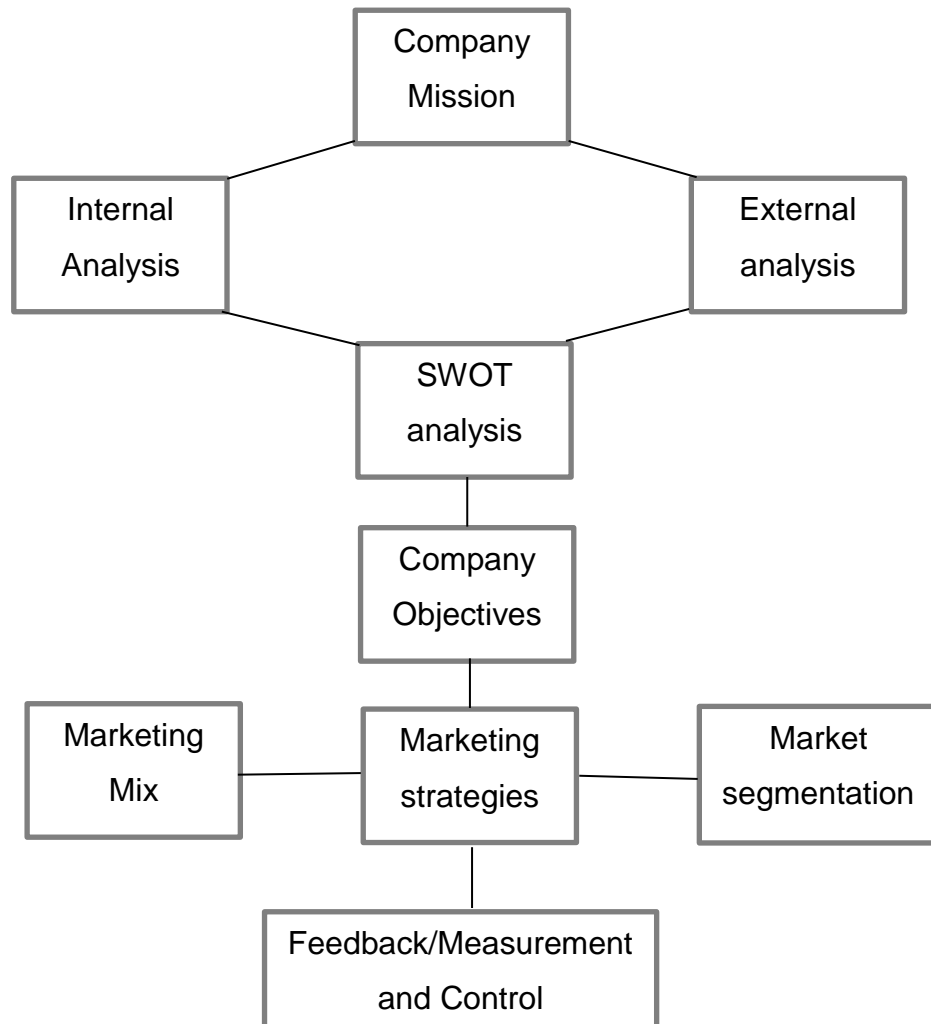 Company
Mission
Internal
Analysis
External
analysis
SWOT
analysis
Company
Objectives
Marketing
Mix
Marketing
strategies
Market
segmentation
Feedback/Measurement
and Control